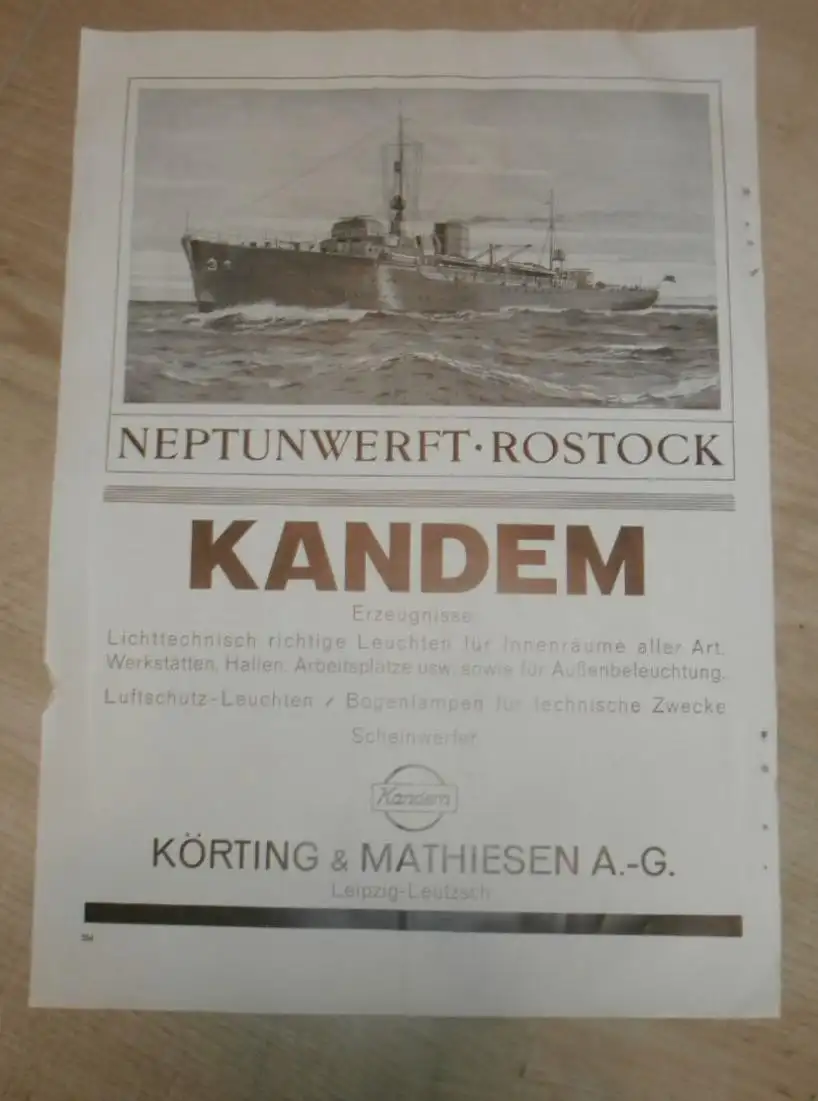 NEPTUNWERFT · ROSTOCK
KANDEM
Erzeugnisse:
Lichttechnisch richtige Leuchten für Innenräume aller Art,
Werkstätten, Hallen, Arbeitsplätze usw. sowie für Außenbeleuchtung.
Luftschutz-Leuchten / Bogenlampen für technische Zwecke
Scheinwerfer
Kandem
KÖRTING & MATHIESEN A.-G.
Leipzig-Leutzsch